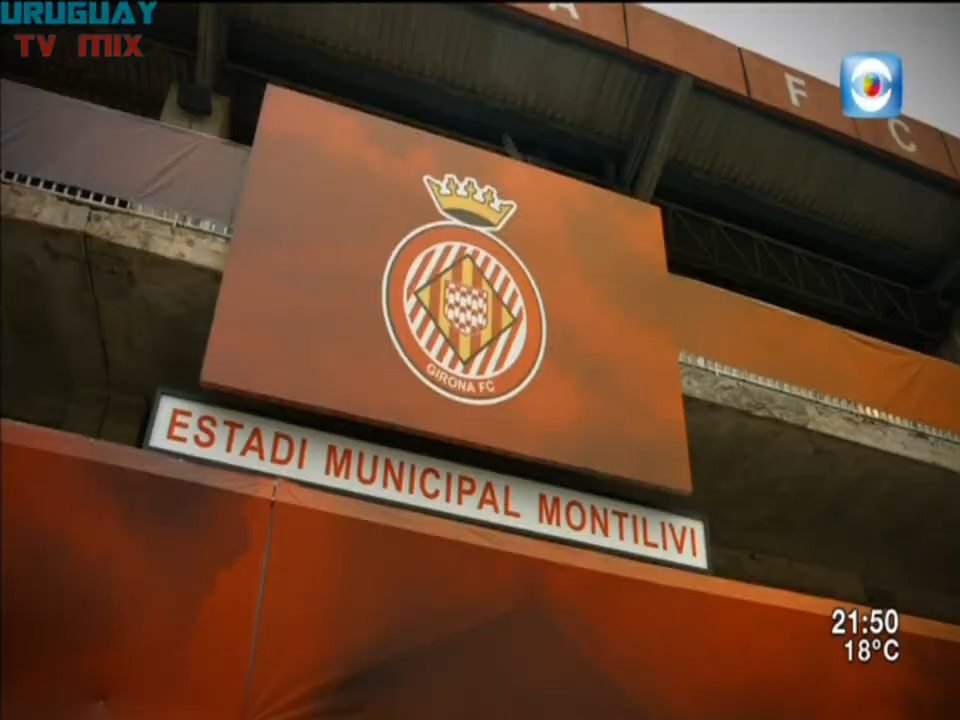 URUGUAY
TV MIX
A
F
C
GIRONA FC
ESTADI MUNICIPAL MONTILIVI
21:50
18°C